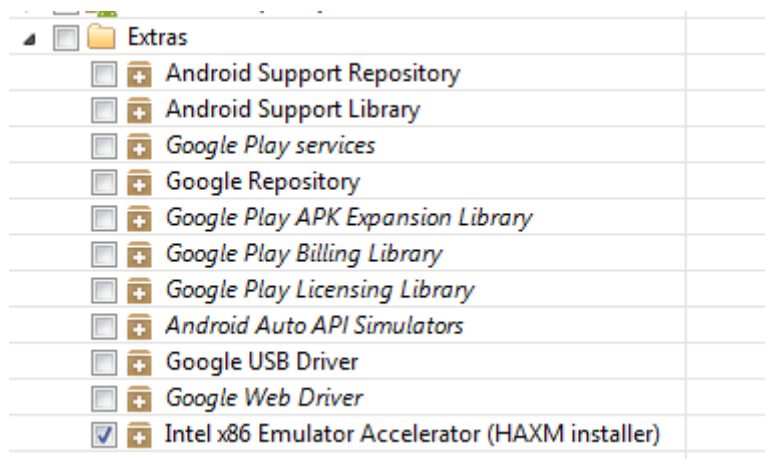 Extras
Android Support Repository
Android Support Library
Google Play services
Google Repository
Google Play APK Expansion Library
Google Play Billing Library
Google Play Licensing Library
Android Auto API Simulators
Google USB Driver
Google Web Driver
Intel x86 Emulator Accelerator (HAXM installer)